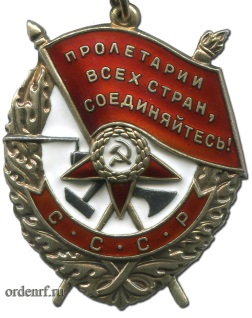 ПРОЛЕТАРИИ
ВСЕХ СТРАН,
СОЕДИНЯЙТЕСЬ!
С · С · С · Р
ordenrf.ru